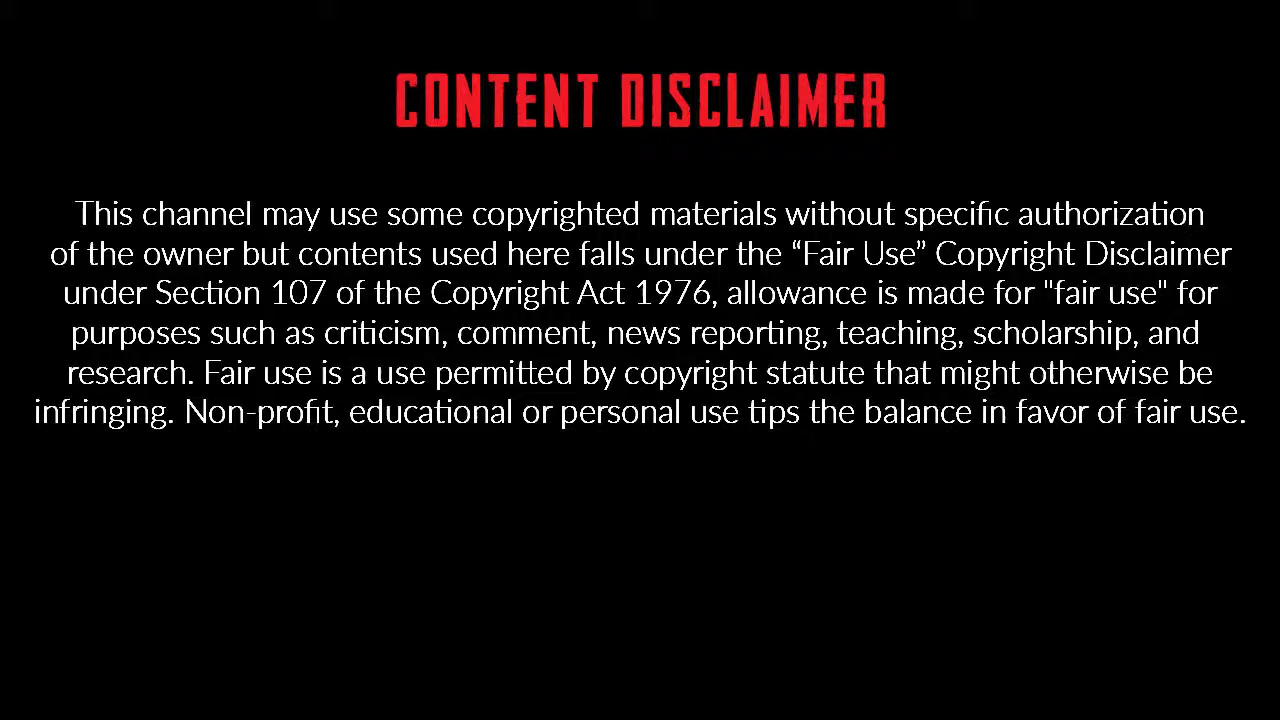 CONTENT DISCLAIMER
This channel may use some copyrighted materials without specific authorization
of the owner but contents used here falls under the “Fair Use” Copyright Disclaimer
under Section 107 of the Copyright Act 1976, allowance is made for "fair use" for
purposes such as criticism, comment, news reporting, teaching, scholarship, and
research. Fair use is a use permitted by copyright statute that might otherwise be
infringing. Non-profit, educational or personal use tips the balance in favor of fair use.